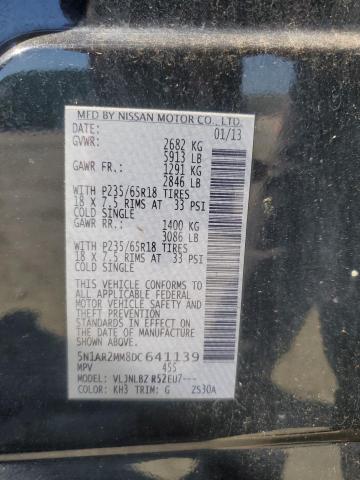 MFD BY NISSAN MOTOR CO., LTD.
DATE: 01/13
GVWR: 2682 KG
5913 LB
GAWR FR.: 1291 KG
2846 LB
WITH P235/65R18 TIRES
18 X 7.5 RIMS AT 33 PSI
COLD SINGLE
GAWR RR.: 1400 KG
3086 LB
WITH P235/65R18 TIRES
18 X 7.5 RIMS AT 33 PSI
COLD SINGLE
THIS VEHICLE CONFORMS TO
ALL APPLICABLE FEDERAL
MOTOR VEHICLE SAFETY AND
THEFT PREVENTION
STANDARDS IN EFFECT ON
THE DATE OF MANUFACTURE
SHOWN ABOVE.
5N1AR2MM8DC641139
MPV 455
MODEL: VLJNLBZ R52EU7---
COLOR: KH3 TRIM: G ZS30A